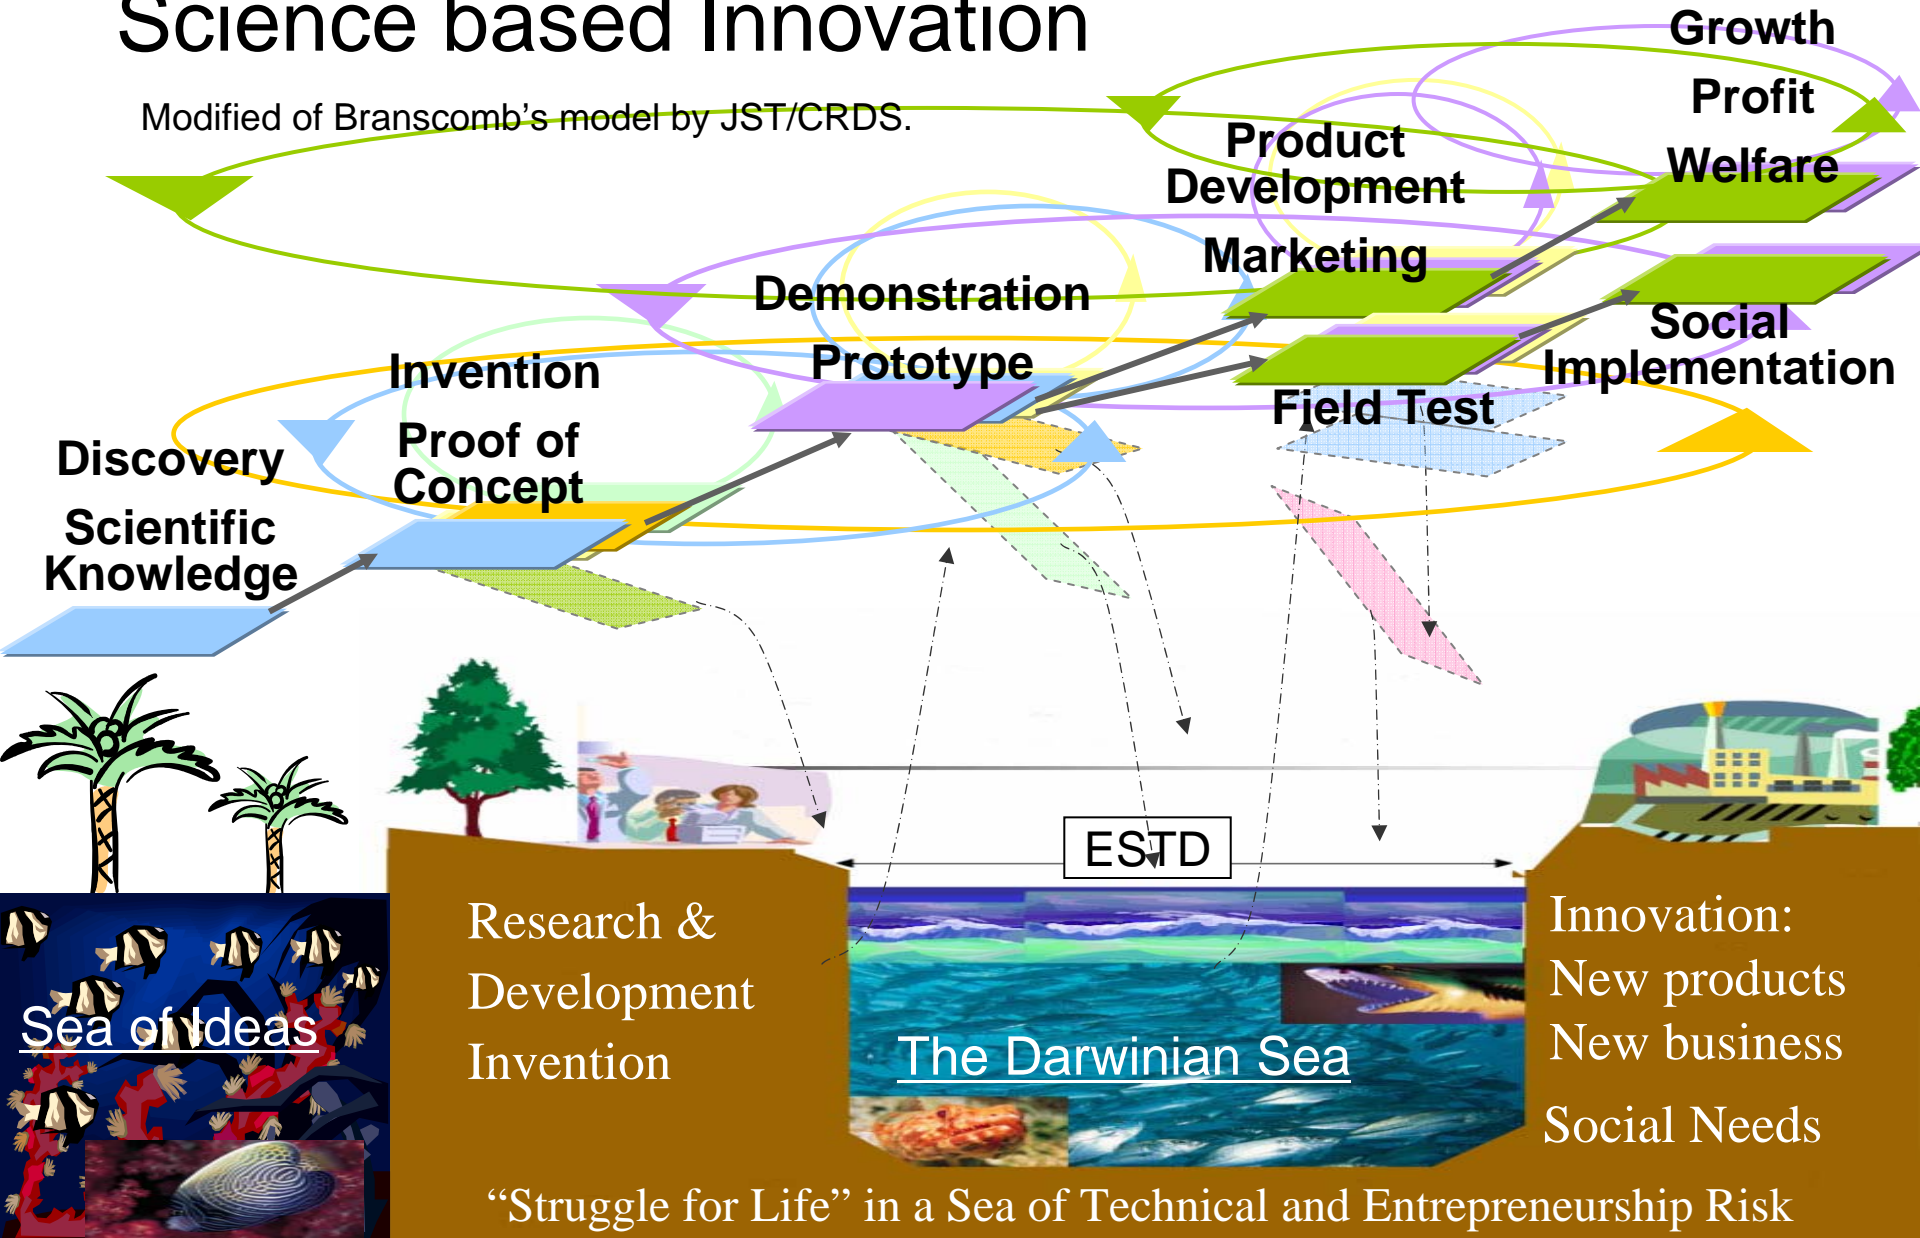 Science based Innovation
Modified of Branscomb's model by JST/CRDS.
Growth
Profit
Welfare
Product
Development
Marketing
Demonstration
Prototype
Social
Implementation
Field Test
Invention
Proof of
Concept
Discovery
Scientific
Knowledge
ESTD
Sea of Ideas
Research &
Development
Invention
The Darwinian Sea
Innovation:
New products
New business
Social Needs
“Struggle for Life” in a Sea of Technical and Entrepreneurship Risk